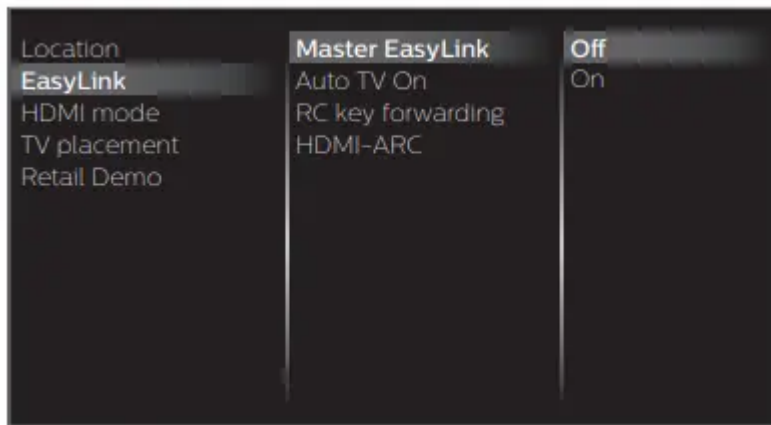 Location
EasyLink
HDMI mode
TV placement
Retail Demo
Master EasyLink
Auto TV On
RC key forwarding
HDMI-ARC
Off
On